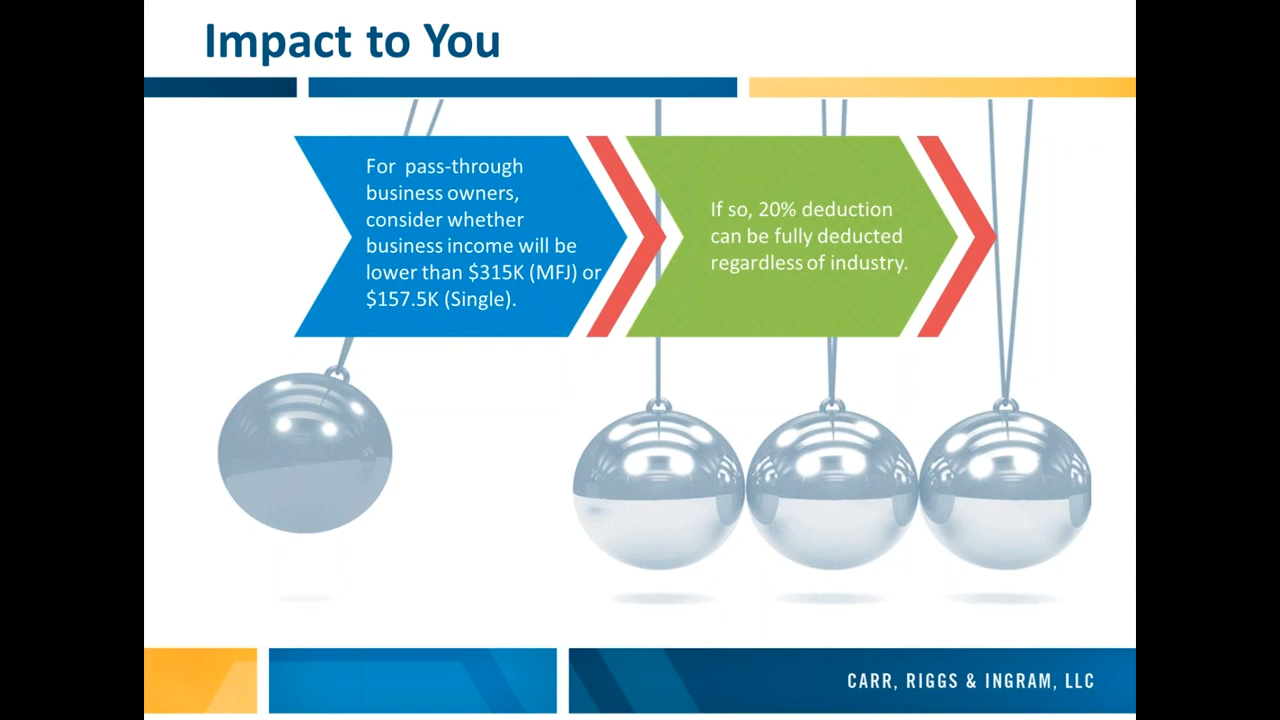 Impact to You
For pass-through
business owners,
consider whether
business income will be
lower than $315K (MFJ) or
$157.5K (Single).
If so, 20% deduction
can be fully deducted
regardless of industry.
CARR, RIGGS & INGRAM, LLC